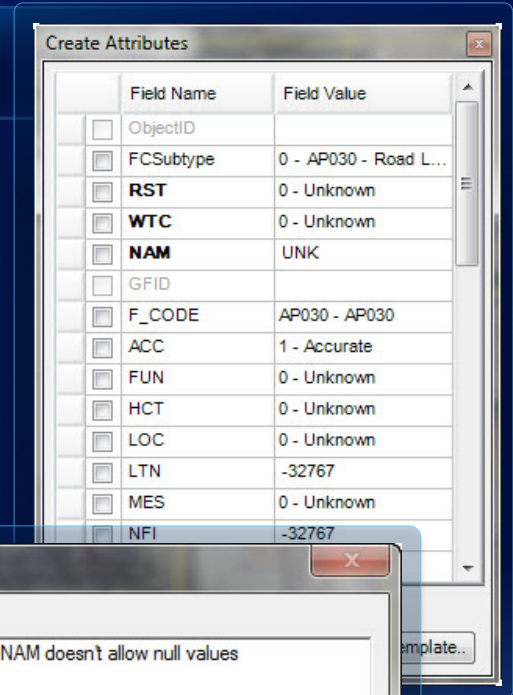 Create Attributes
Field Name Field Value
ObjectID
FCSubtype 0 - AP030 - Road L...
RST 0 - Unknown
WTC 0 - Unknown
NAM UNK
GFID
F_CODE AP030 - AP030
ACC 1 - Accurate
FUN 0 - Unknown
HCT 0 - Unknown
LOC 0 - Unknown
LTN -32767
MES 0 - Unknown
NFI -32767
NAM doesn't allow null values
emplate..